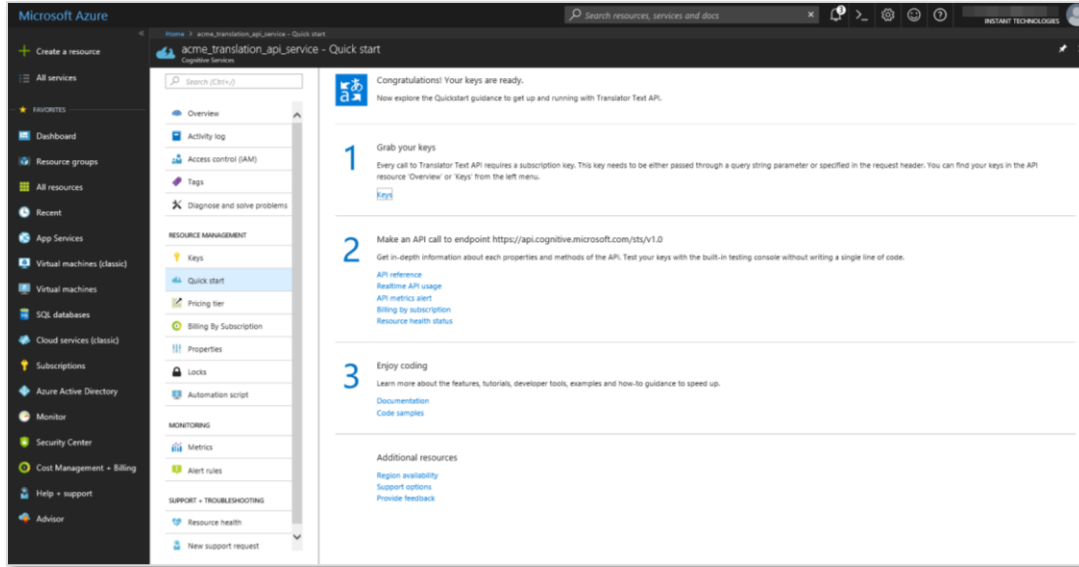 Microsoft Azure
Search resources, services and docs
3
INSTANT TECHNOLOGIES
Create a resource
All services
FAVORITES
Dashboard
Resource groups
All resources
Recent
App Services
Virtual machines (classic)
Virtual machines
SQL databases
Cloud services (classic)
Subscriptions
Azure Active Directory
Monitor
Security Center
Cost Management + Billing
Help + support
Advisor
Home > acme_translation_api_service - Quick start
acme_translation_api_service - Quick start
Cognitive Services
Search (Ctrl+/)
Overview
Activity log
Access control (IAM)
Tags
Diagnose and solve problems
RESOURCE MANAGEMENT
Keys
Quick start
Pricing tier
Billing By Subscription
Properties
Locks
Automation script
MONITORING
Metrics
Alert rules
SUPPORT + TROUBLESHOOTING
Resource health
New support request
Congratulations! Your keys are ready.
Now explore the Quickstart guidance to get up and running with Translator Text API.
1
Grab your keys
Every call to Translator Text API requires a subscription key. This key needs to be either passed through a query string parameter or specified in the request header. You can find your keys in the API
resource 'Overview' or 'Keys' from the left menu.
Keys
2
Make an API call to endpoint https://api.cognitive.microsoft.com/sts/v1.0
Get in-depth information about each properties and methods of the API. Test your keys with the built-in testing console without writing a single line of code.
API reference
Realtime API usage
API metrics alert
Billing by subscription
Resource health status
3
Enjoy coding
Learn more about the features, tutorials, developer tools, examples and how-to guidance to speed up.
Documentation
Code samples
Additional resources
Region availability
Support options
Provide feedback